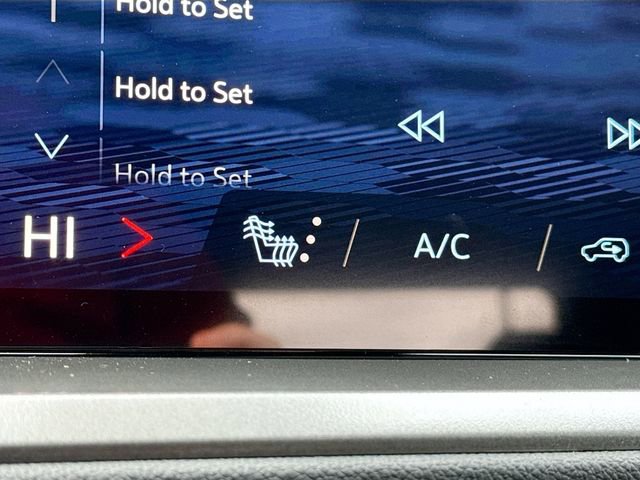 Hold to Set
Hold to Set
Hold to Set
HI
A/C